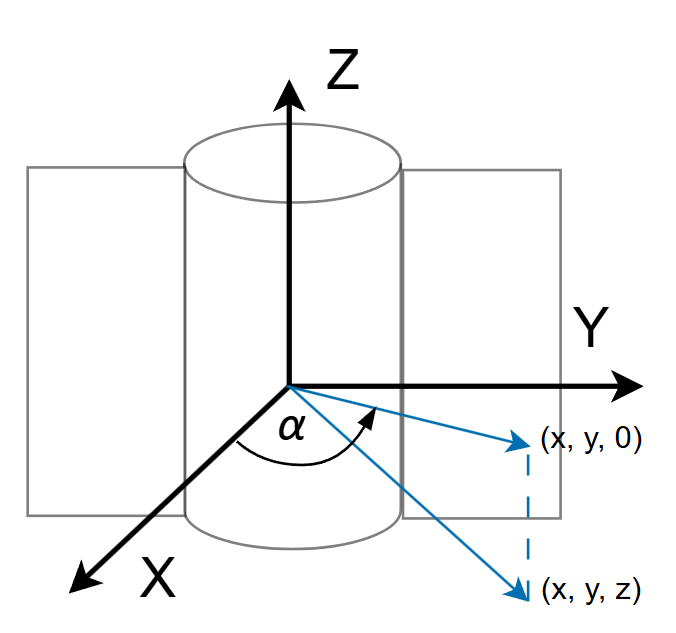 Z
Y
α
(x, y, 0)
X
(x, y, z)